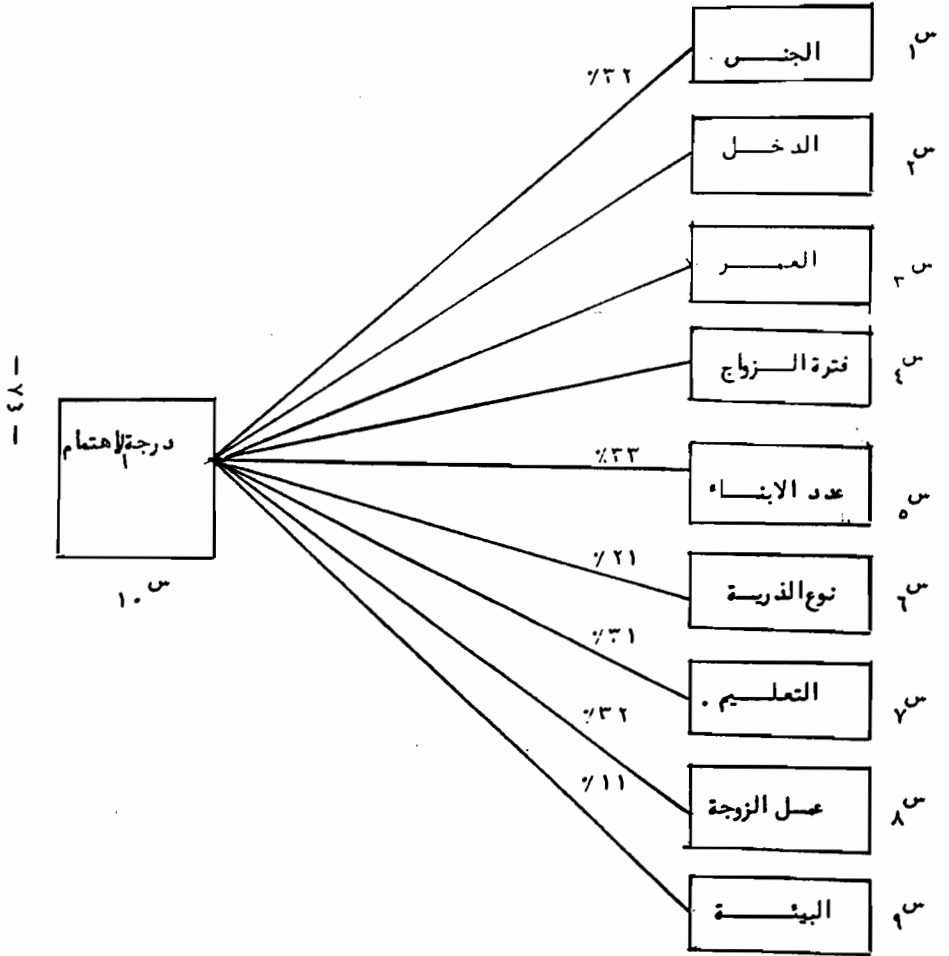 س١
الجنس
٪٣٢
س٢
الدخل
س٣
العمر
س٤
فترة الزواج
س٥
عدد الابناء
٪٣٣
س٦
نوع الذرية
٪٢١
س٧
التعليم
٪٣١
س٨
عمل الزوجة
٪٣٢
س٩
البيئة
٪١١
درجة الاهتمام
س١٠
— ٧٤ —